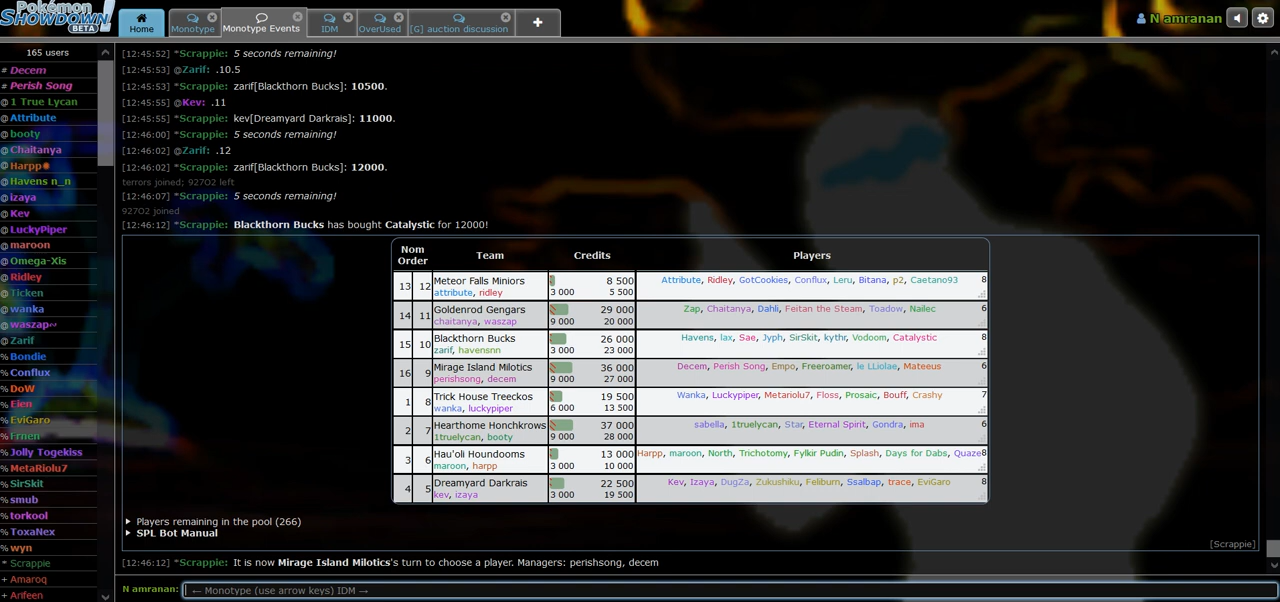 Pokémon
SHOWDOWN!
BETA
Home
Monotype
Monotype Events
IDM
OverUsed
[G] auction discussion
+
N amranan
165 users
# Decem
# Perish Song
@ 1 True Lycan
@ Attribute
@ booty
@ Chaitanya
@ Harpp✹
@ Havens n_n
@ izaya
@ Kev
@ LuckyPiper
@ maroon
@ Omega-Xis
@ Ridley
@ Ticken
@ wanka
@ waszap~
@ Zarif
% Bondie
% Conflux
% DoW
% Eien
% EviGaro
% Frnen
% Jolly Togekiss
% MetaRiolu7
% SirSkit
% smub
% torkool
% ToxaNex
% wyn
* Scrappie
+ Amaroq
+ Arifeen
[12:45:52] *Scrappie: 5 seconds remaining!
[12:45:53] @Zarif: .10.5
[12:45:53] *Scrappie: zarif[Blackthorn Bucks]: 10500.
[12:45:55] @Kev: .11
[12:45:55] *Scrappie: kev[Dreamyard Darkrais]: 11000.
[12:46:00] *Scrappie: 5 seconds remaining!
[12:46:02] @Zarif: .12
[12:46:02] *Scrappie: zarif[Blackthorn Bucks]: 12000.
terrors joined; 92702 left
[12:46:07] *Scrappie: 5 seconds remaining!
92702 joined
[12:46:12] *Scrappie: Blackthorn Bucks has bought Catalystic for 12000!
Nom Order Team Credits Players
13 12 Meteor Falls Miniors 8 500 Attribute, Ridley, GotCookies, Conflux, Leru, Bitana, p2, Caetano93 8
attribute, ridley 3 000 5 500
14 11 Goldenrod Gengars 29 000 Zap, Chaitanya, Dahli, Feitan the Steam, Toadow, Nailec 6
chaitanya, waszap 9 000 20 000
15 10 Blackthorn Bucks 26 000 Havens, lax, Sae, Jyph, SirSkit, kythr, Vodoom, Catalystic 8
zarif, havensnn 3 000 23 000
16 9 Mirage Island Milotics 36 000 Decem, Perish Song, Empo, Freeroamer, le LLiolae, Mateeus 6
perishsong, decem 9 000 27 000
1 8 Trick House Treeckos 19 500 Wanka, Luckypiper, Metariolu7, Floss, Prosaic, Bouff, Crashy 7
wanka, luckypiper 6 000 13 500
2 7 Hearthome Honchkrows 37 000 sabella, 1truelycan, Star, Eternal Spirit, Gondra, ima 6
1truelycan, booty 9 000 28 000
3 6 Hau'oli Houndooms 13 000 Harpp, maroon, North, Trichotomy, Fylkir Pudin, Splash, Days for Dabs, Quaze 8
maroon, harpp 3 000 10 000
4 5 Dreamyard Darkrais 22 500 Kev, Izaya, DugZa, Zukushiku, Feliburn, Ssalbap, trace, EviGaro 8
kev, izaya 3 000 19 500
▸ Players remaining in the pool (266)
▸ SPL Bot Manual
[Scrappie]
[12:46:12] *Scrappie: It is now Mirage Island Milotics's turn to choose a player. Managers: perishsong, decem
N amranan: ← Monotype (use arrow keys) IDM →